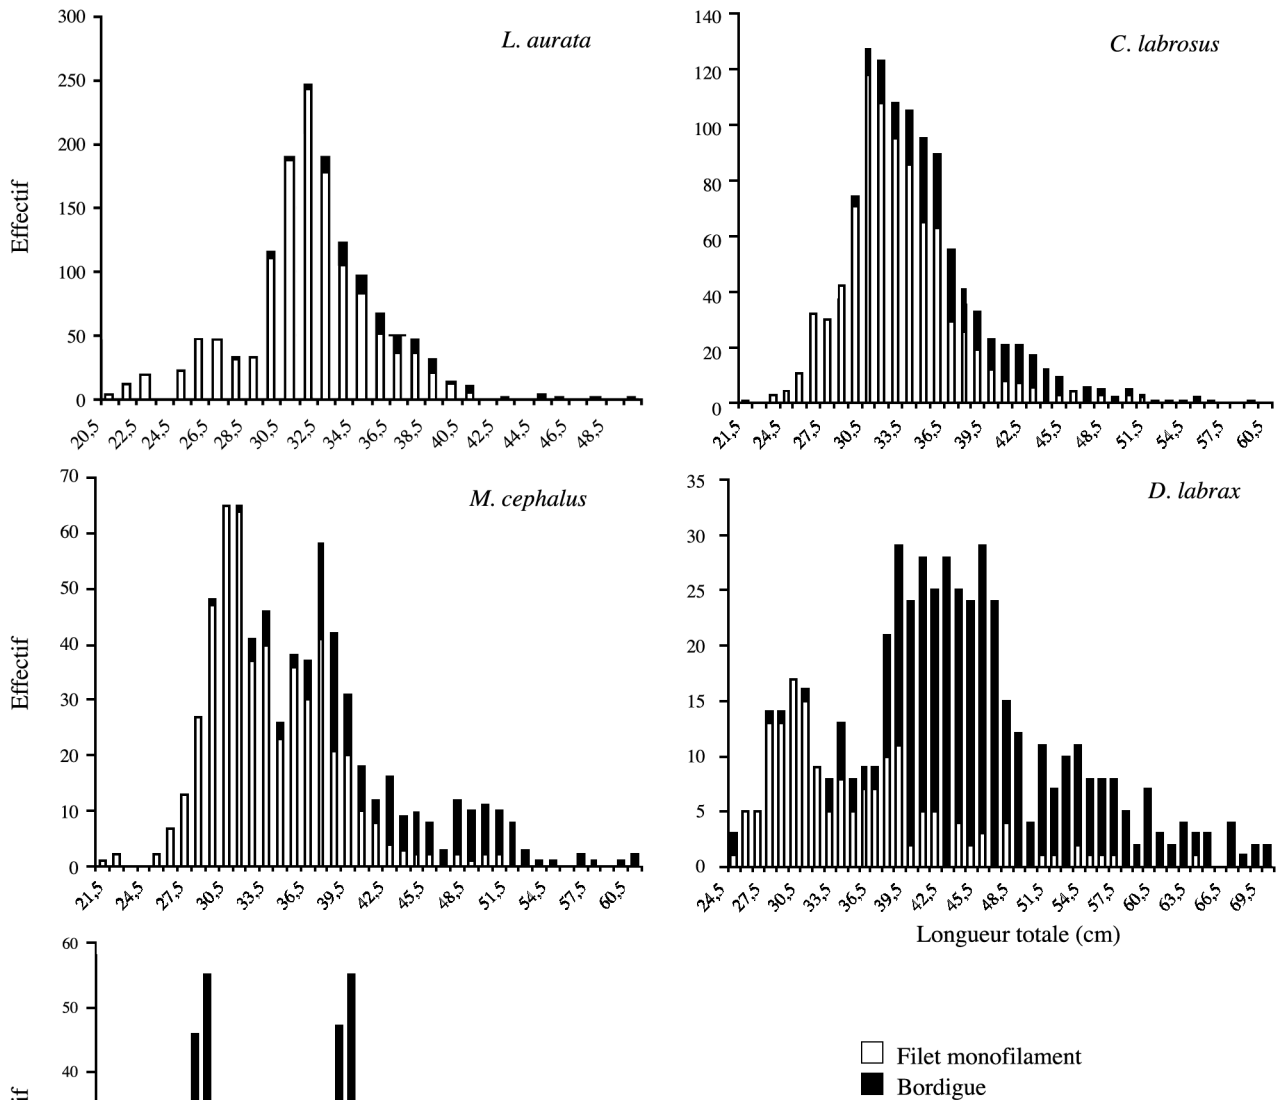 L. aurata
Effectif
300
250
200
150
100
50
0
20,5 22,5 24,5 26,5 28,5 30,5 32,5 34,5 36,5 38,5 40,5 42,5 44,5 46,5 48,5
C. labrosus
140
120
100
80
60
40
20
0
21,5 24,5 27,5 30,5 33,5 36,5 39,5 42,5 45,5 48,5 51,5 54,5 57,5 60,5
M. cephalus
Effectif
70
60
50
40
30
20
10
0
21,5 24,5 27,5 30,5 33,5 36,5 39,5 42,5 45,5 48,5 51,5 54,5 57,5 60,5
D. labrax
35
30
25
20
15
10
5
0
24,5 27,5 30,5 33,5 36,5 39,5 42,5 45,5 48,5 51,5 54,5 57,5 60,5 63,5 66,5 69,5
Longueur totale (cm)
60
50
40
Filet monofilament
Bordigue